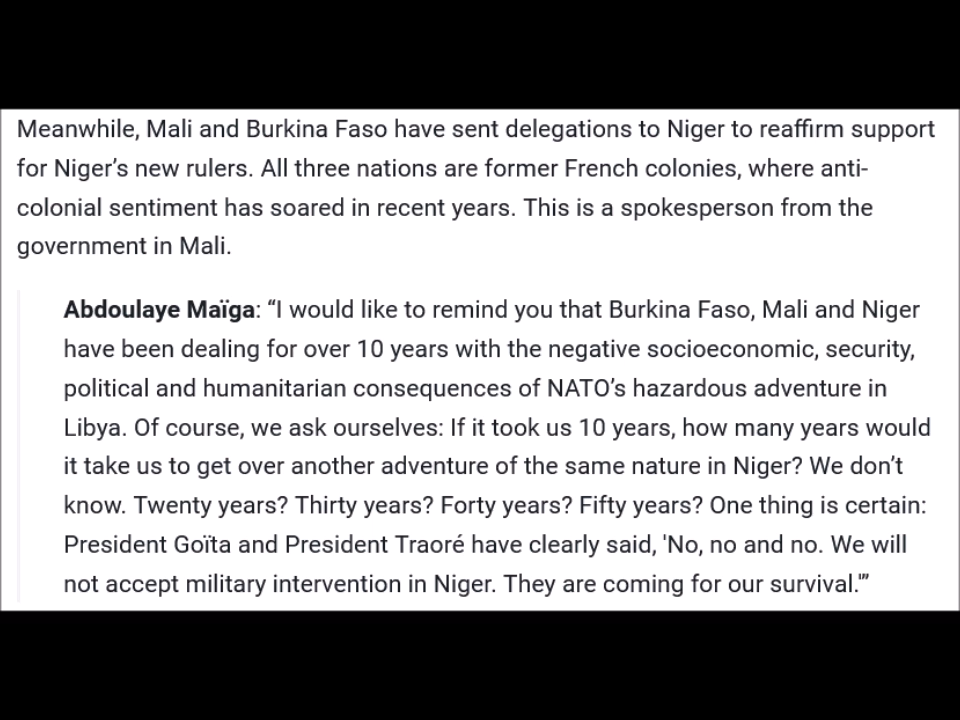 Meanwhile, Mali and Burkina Faso have sent delegations to Niger to reaffirm support
for Niger’s new rulers. All three nations are former French colonies, where anti-
colonial sentiment has soared in recent years. This is a spokesperson from the
government in Mali.
Abdoulaye Maïga: “I would like to remind you that Burkina Faso, Mali and Niger
have been dealing for over 10 years with the negative socioeconomic, security,
political and humanitarian consequences of NATO’s hazardous adventure in
Libya. Of course, we ask ourselves: If it took us 10 years, how many years would
it take us to get over another adventure of the same nature in Niger? We don’t
know. Twenty years? Thirty years? Forty years? Fifty years? One thing is certain:
President Goïta and President Traoré have clearly said, 'No, no and no. We will
not accept military intervention in Niger. They are coming for our survival.'”